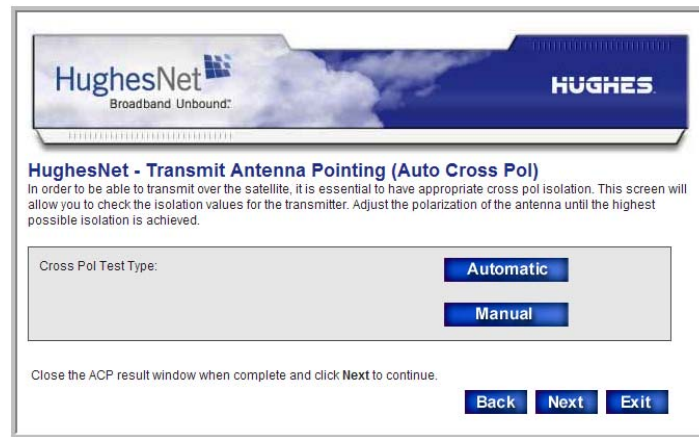 HughesNet
Broadband Unbound.
HUGHES
HughesNet - Transmit Antenna Pointing (Auto Cross Pol)
In order to be able to transmit over the satellite, it is essential to have appropriate cross pol isolation. This screen will
allow you to check the isolation values for the transmitter. Adjust the polarization of the antenna until the highest
possible isolation is achieved.
Cross Pol Test Type:
Automatic
Manual
Close the ACP result window when complete and click Next to continue.
Back Next Exit